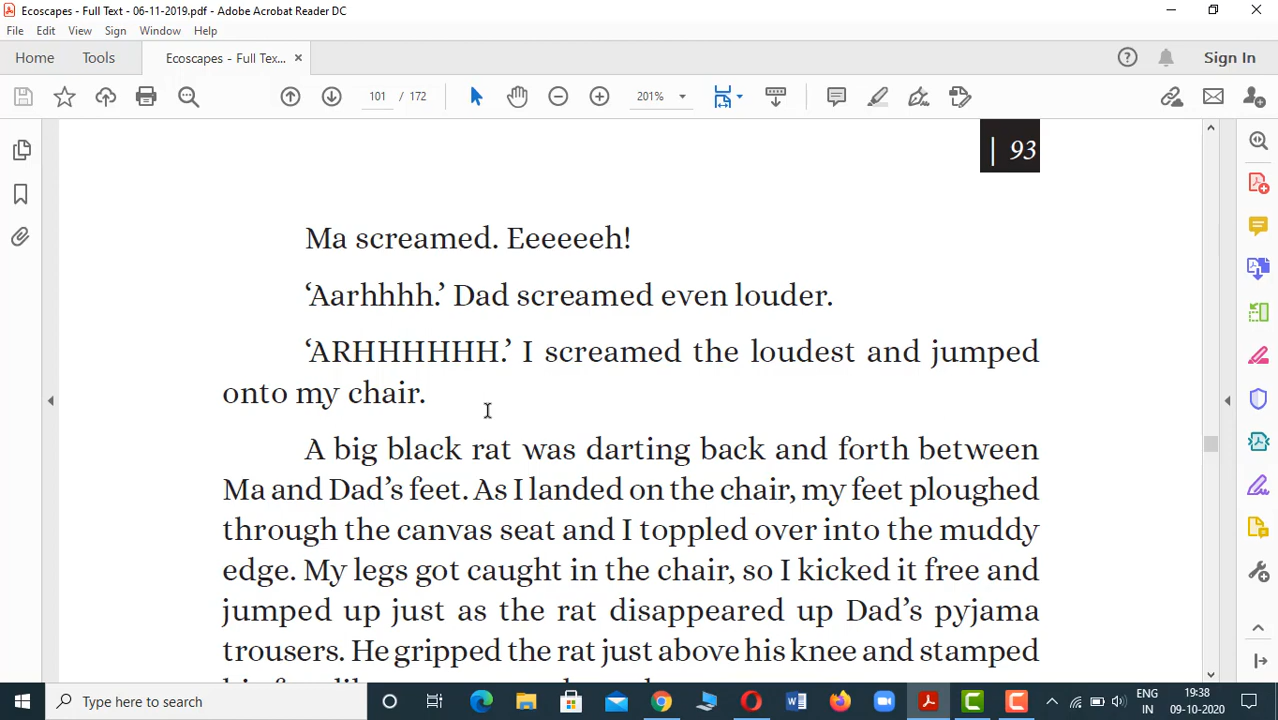 Ecoscapes - Full Text - 06-11-2019.pdf - Adobe Acrobat Reader DC
File Edit View Sign Window Help
Home Tools Ecoscapes - Full Tex... × Sign In
101 / 172 201%
| 93
Ma screamed. Eeeeeeh!
‘Aarhhhh.’ Dad screamed even louder.
‘ARHHHHHH.’ I screamed the loudest and jumped
onto my chair.
A big black rat was darting back and forth between
Ma and Dad’s feet. As I landed on the chair, my feet ploughed
through the canvas seat and I toppled over into the muddy
edge. My legs got caught in the chair, so I kicked it free and
jumped up just as the rat disappeared up Dad’s pyjama
trousers. He gripped the rat just above his knee and stamped
Type here to search ENG 19:38
IN 09-10-2020